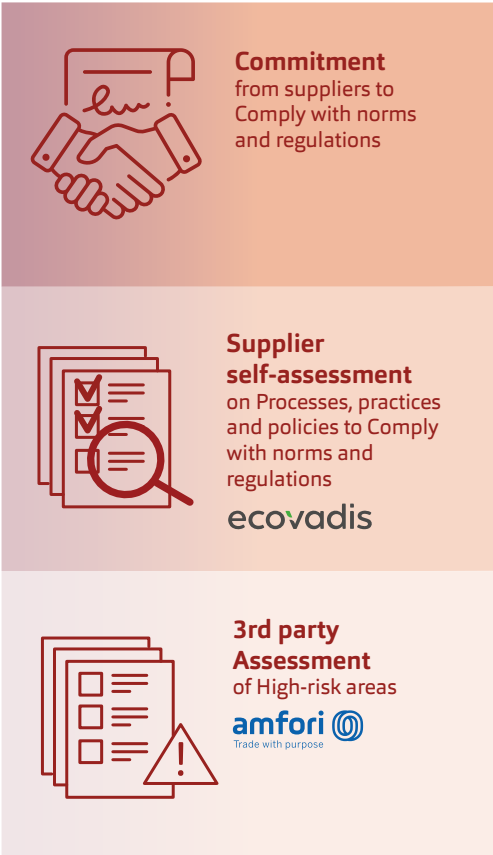 Commitment
from suppliers to
Comply with norms
and regulations
Supplier
self-assessment
on Processes, practices
and policies to Comply
with norms and
regulations
ecovadis
3rd party
Assessment
of High-risk areas
amfori
Trade with purpose